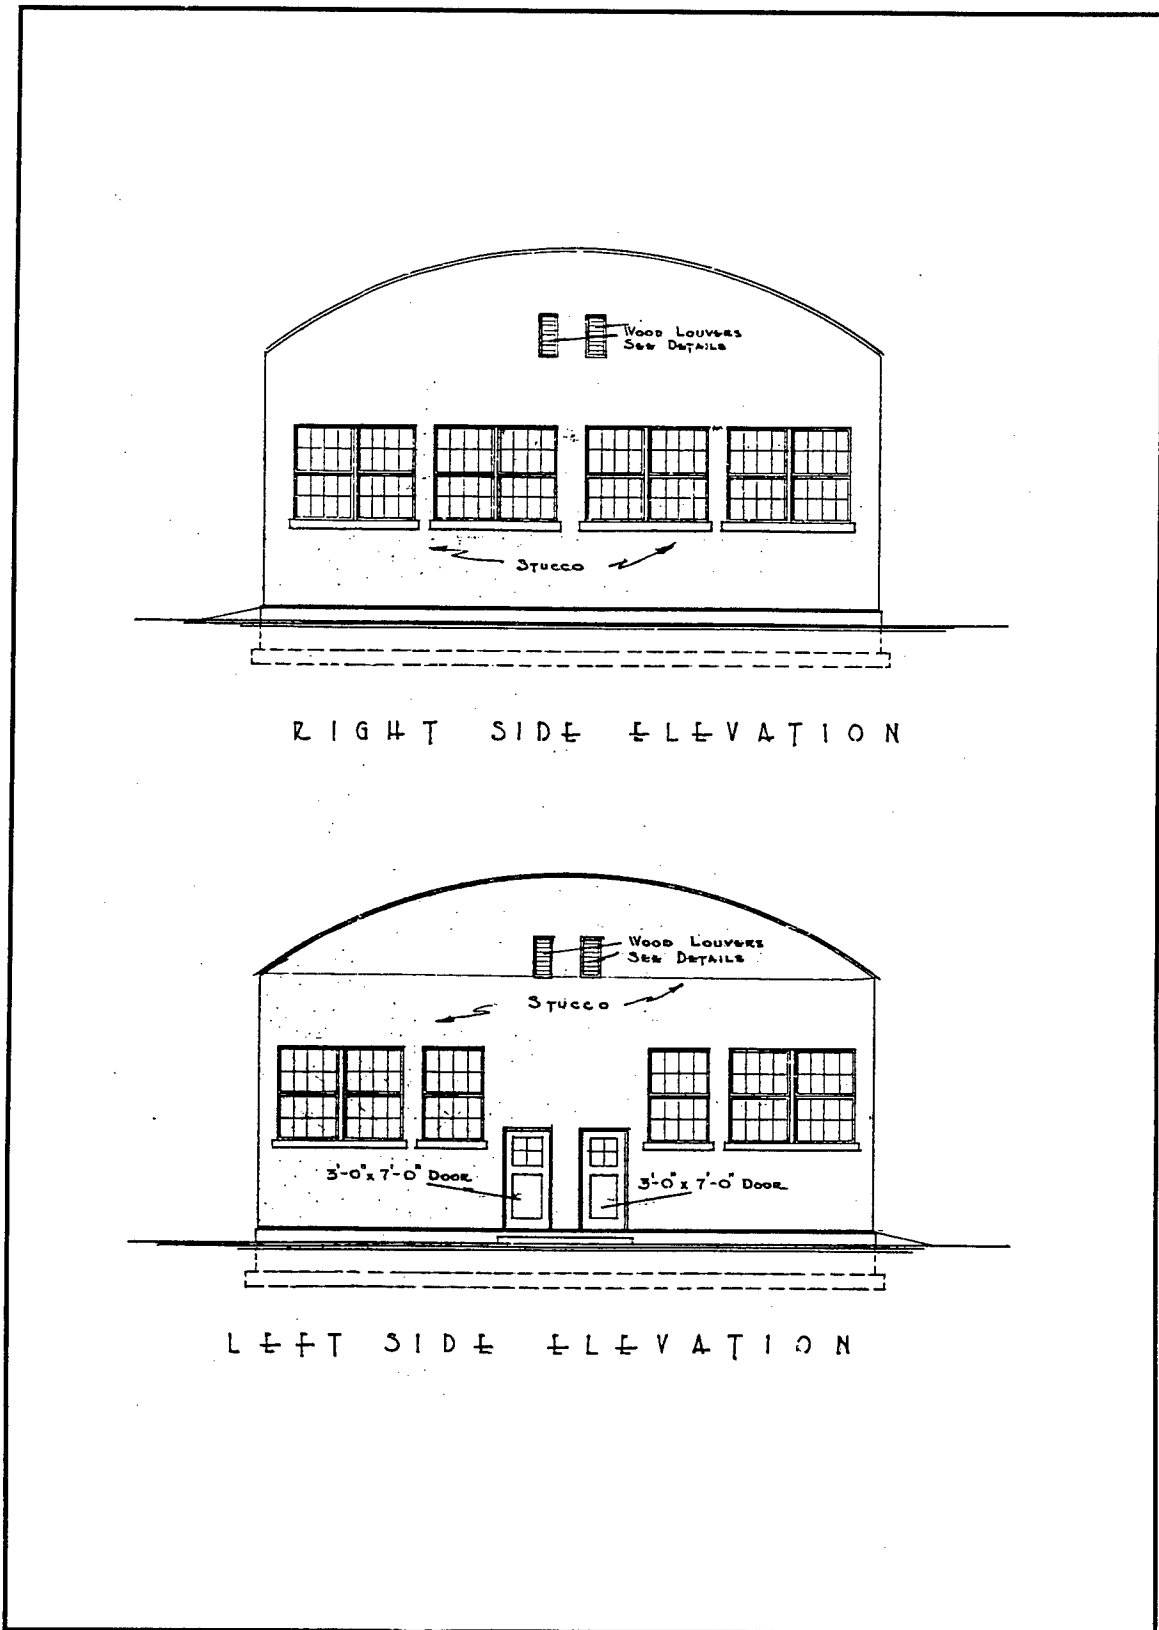 Wood Louvers
See Details
Stucco
RIGHT SIDE ELEVATION
Wood Louvers
See Details
Stucco
3'-0" x 7'-0" Door
3'-0" x 7'-0" Door
LEFT SIDE ELEVATION